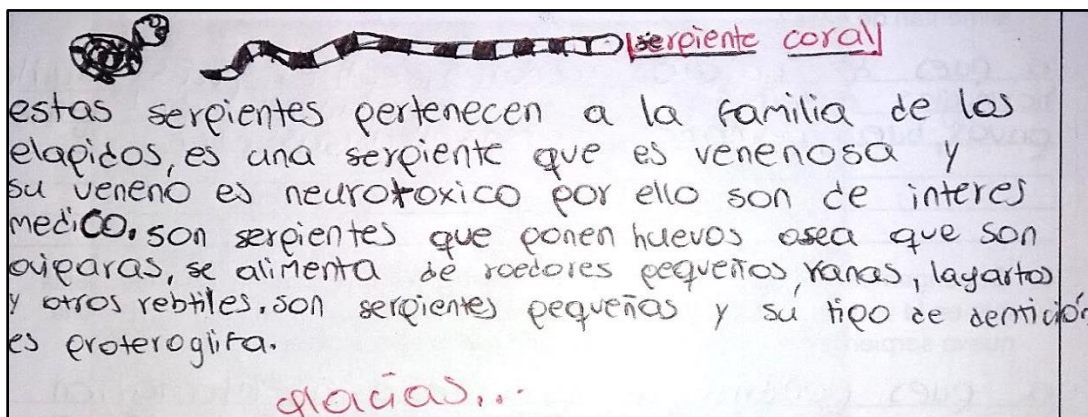 serpiente coral
estas serpientes pertenecen a la familia de los
elapidos, es una serpiente que es venenosa y
su veneno es neurotoxico por ello son de interes
medico. son serpientes que ponen huevos osea que son
oviparas, se alimenta de roedores pequeños, ranas, lagartos
y otros rebtiles. son serpientes pequeñas y su tipo de dentición
es proteroglifa.
gracias...